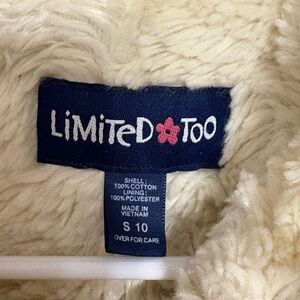 LiMiTeD TOO
SHELL:
100% COTTON
LINING:
100% POLYESTER
MADE IN
VIETNAM
S 10
OVER FOR CARE